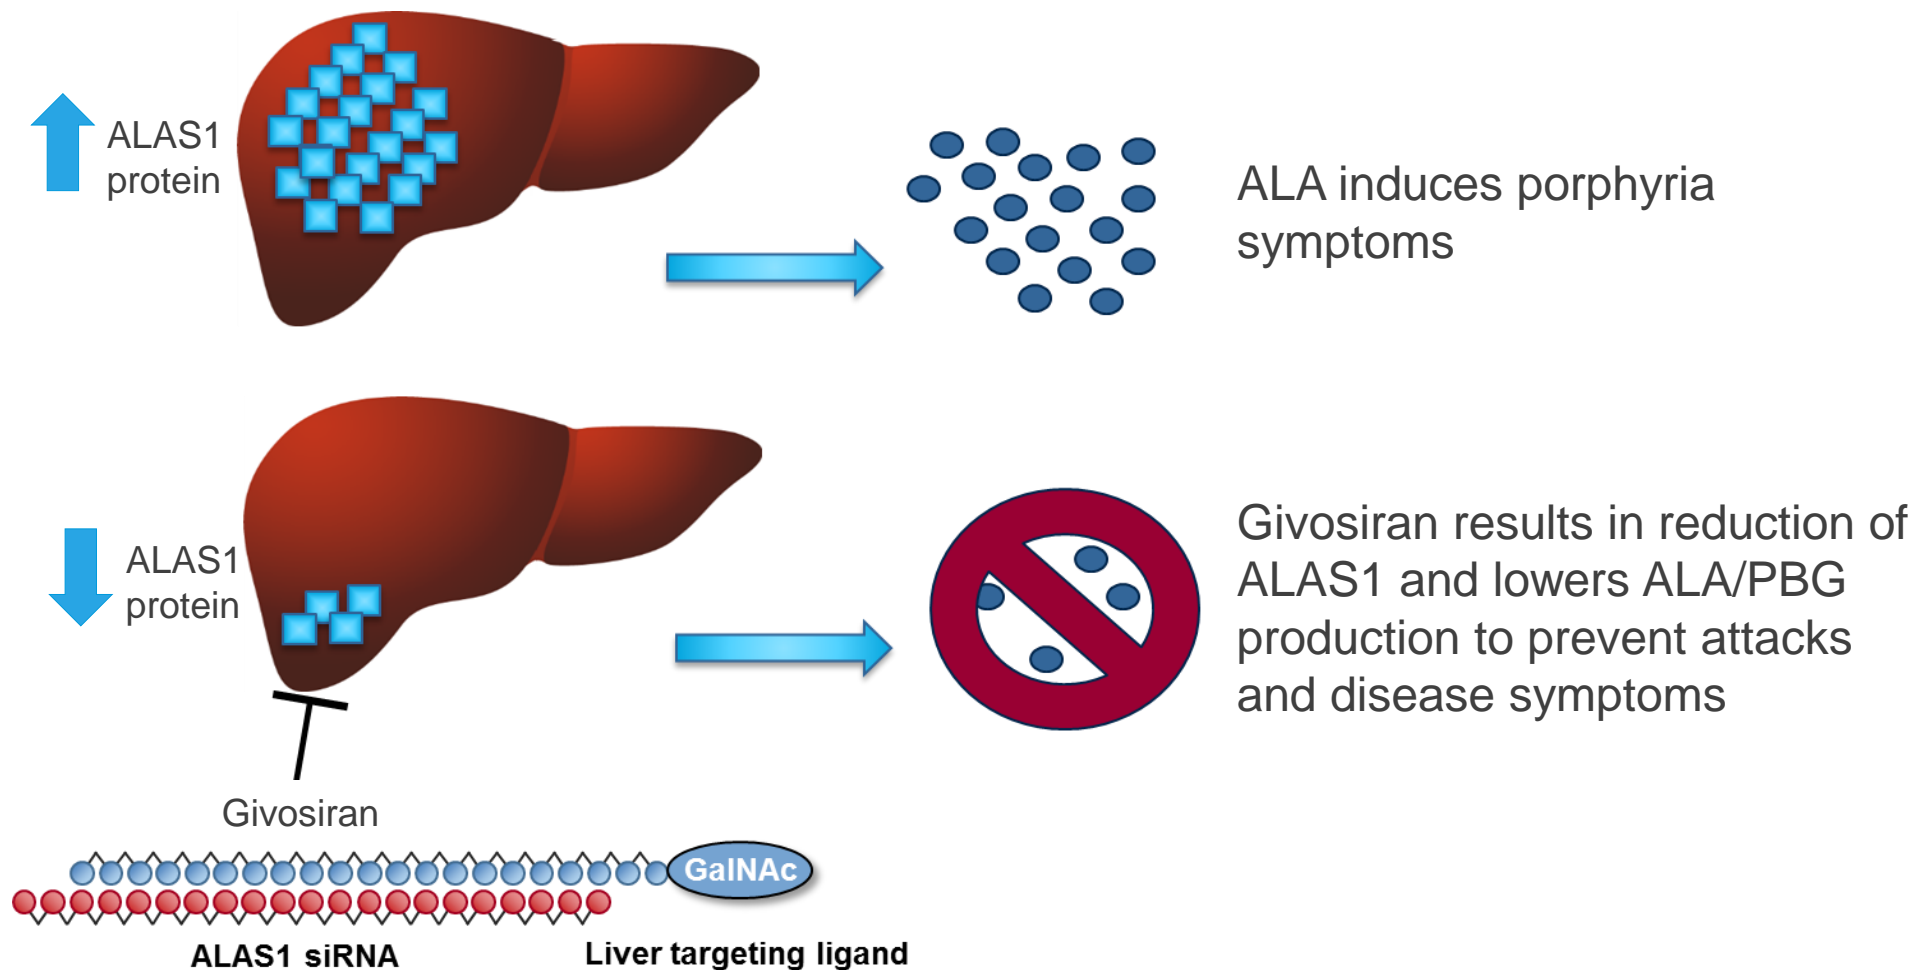 ALAS1
protein
ALA induces porphyria
symptoms
ALAS1
protein
Givosiran results in reduction of
ALAS1 and lowers ALA/PBG
production to prevent attacks
and disease symptoms
Givosiran
GalNAc
ALAS1 siRNA
Liver targeting ligand